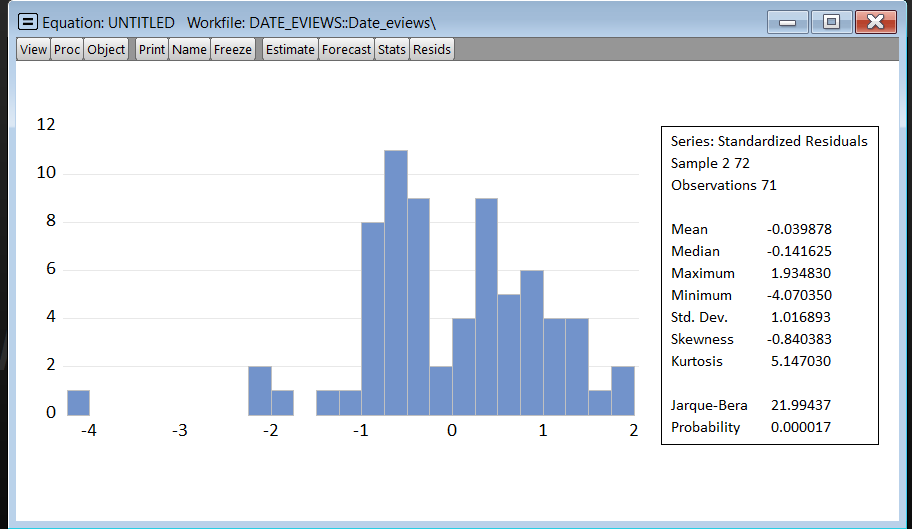 Equation: UNTITLED Workfile: DATE_EVIEWS::Date_eviews\
View Proc Object Print Name Freeze Estimate Forecast Stats Resids
12
10
8
6
4
2
0
-4 -3 -2 -1 0 1 2
Series: Standardized Residuals
Sample 2 72
Observations 71
Mean -0.039878
Median -0.141625
Maximum 1.934830
Minimum -4.070350
Std. Dev. 1.016893
Skewness -0.840383
Kurtosis 5.147030
Jarque-Bera 21.99437
Probability 0.000017